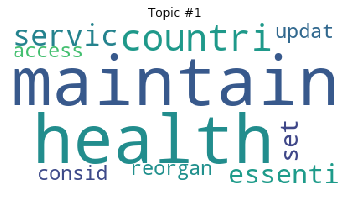 Topic #1
servic countri updat
access
maintain
health set
consid reorgan essenti